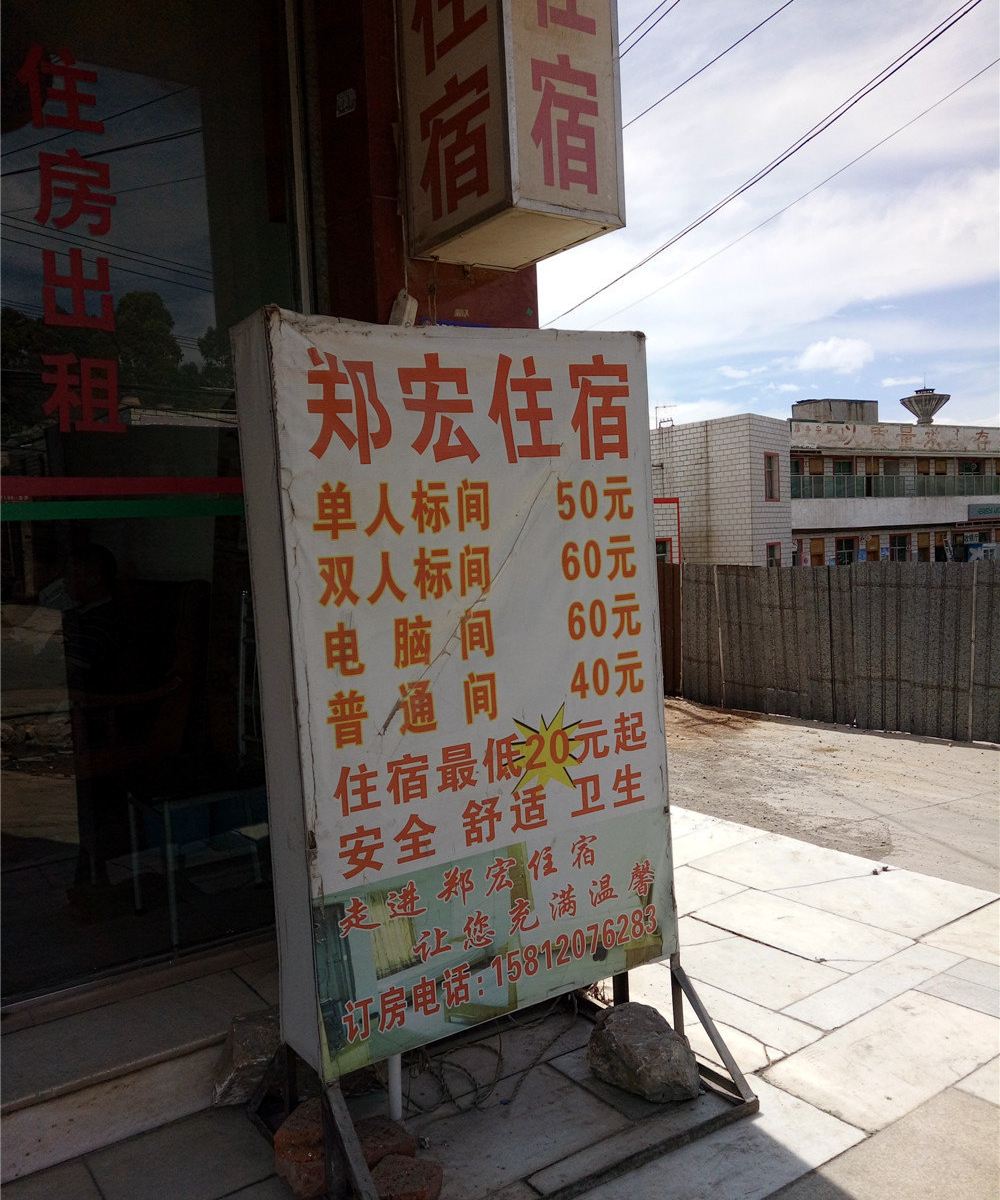 住房出租
住宿
住宿
郑宏住宿
单人标间 50元
双人标间 60元
电脑间 60元
普通间 40元
住宿最低20元起
安全 舒适 卫生
走进郑宏住宿
让您充满温馨
订房电话:15812076283